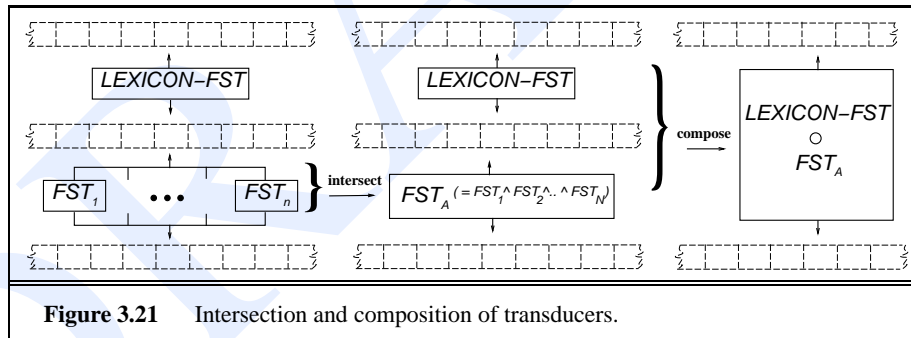 LEXICON–FST
FST1 ••• FSTn
intersect
LEXICON–FST
FSTA (= FST1^ FST2^.. ^ FSTN)
compose
LEXICON–FST
○
FSTA
Figure 3.21 Intersection and composition of transducers.